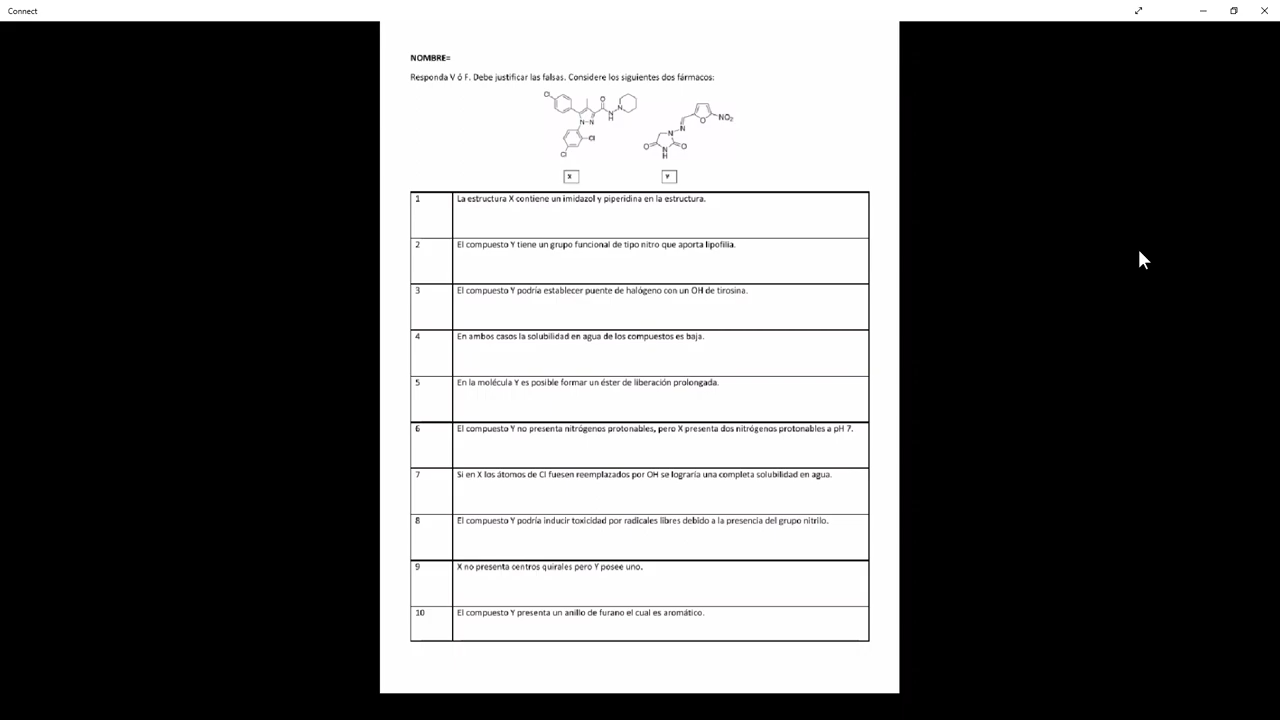 Connect
NOMBRE=
Responda V ó F. Debe justificar las falsas. Considere los siguientes dos fármacos:
Cl
O
N
N
H
N
N
Cl
Cl
O
NO₂
N
N
O
O
N
H
X
Y
1 La estructura X contiene un imidazol y piperidina en la estructura.
2 El compuesto Y tiene un grupo funcional de tipo nitro que aporta lipofilia.
3 El compuesto Y podría establecer puente de halógeno con un OH de tirosina.
4 En ambos casos la solubilidad en agua de los compuestos es baja.
5 En la molécula Y es posible formar un éster de liberación prolongada.
6 El compuesto Y no presenta nitrógenos protonables, pero X presenta dos nitrógenos protonables a pH 7.
7 Si en X los átomos de Cl fuesen reemplazados por OH se lograría una completa solubilidad en agua.
8 El compuesto Y podría inducir toxicidad por radicales libres debido a la presencia del grupo nitrilo.
9 X no presenta centros quirales pero Y posee uno.
10 El compuesto Y presenta un anillo de furano el cual es aromático.